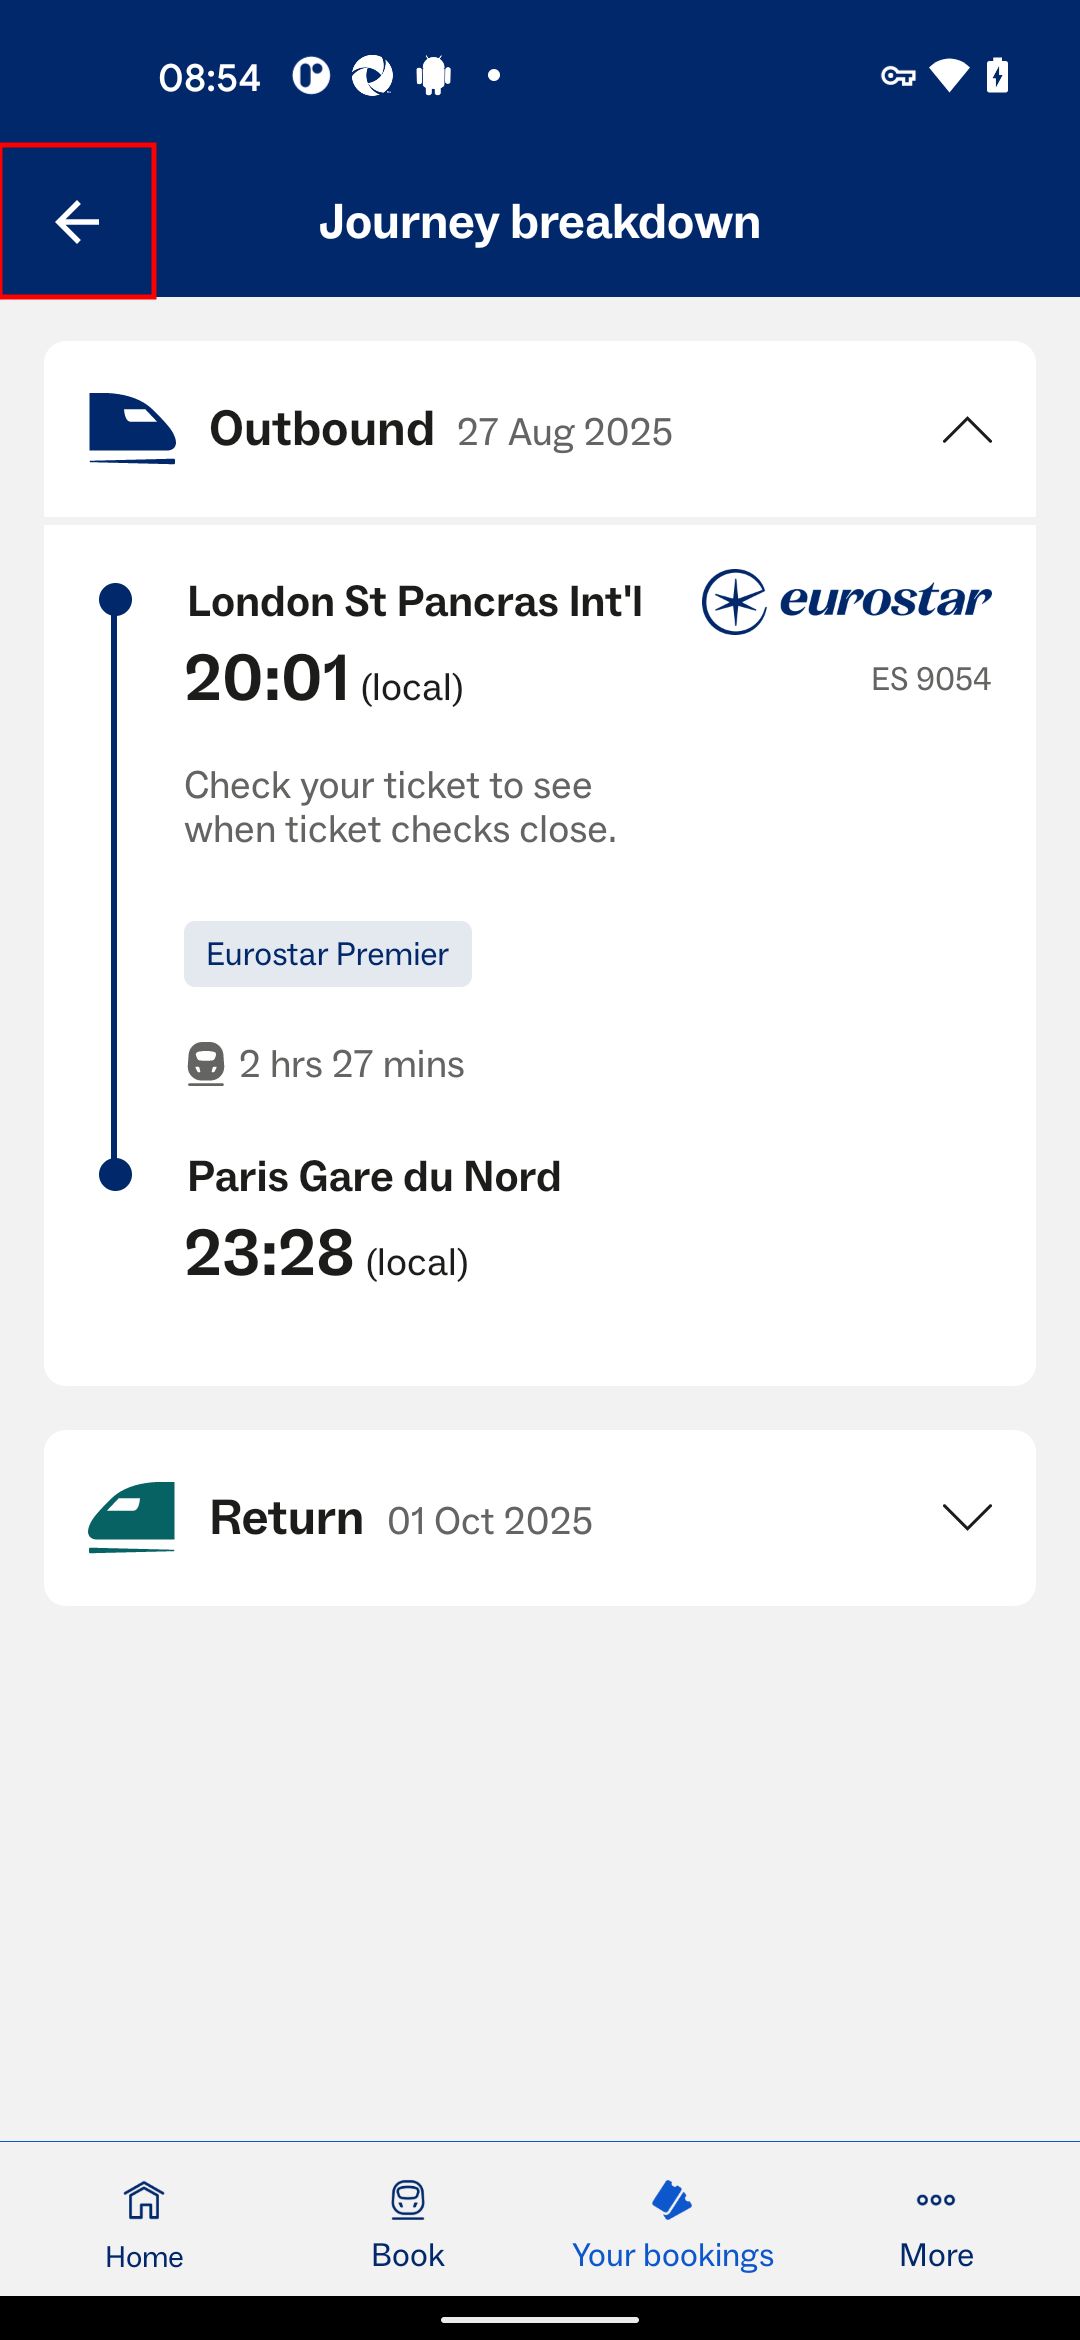 08:54
Journey breakdown
Outbound 27 Aug 2025
London St Pancras Int'l
eurostar
20:01 (local)
ES 9054
Check your ticket to see
when ticket checks close.
Eurostar Premier
2 hrs 27 mins
Paris Gare du Nord
23:28 (local)
Return 01 Oct 2025
Home
Book
Your bookings
More